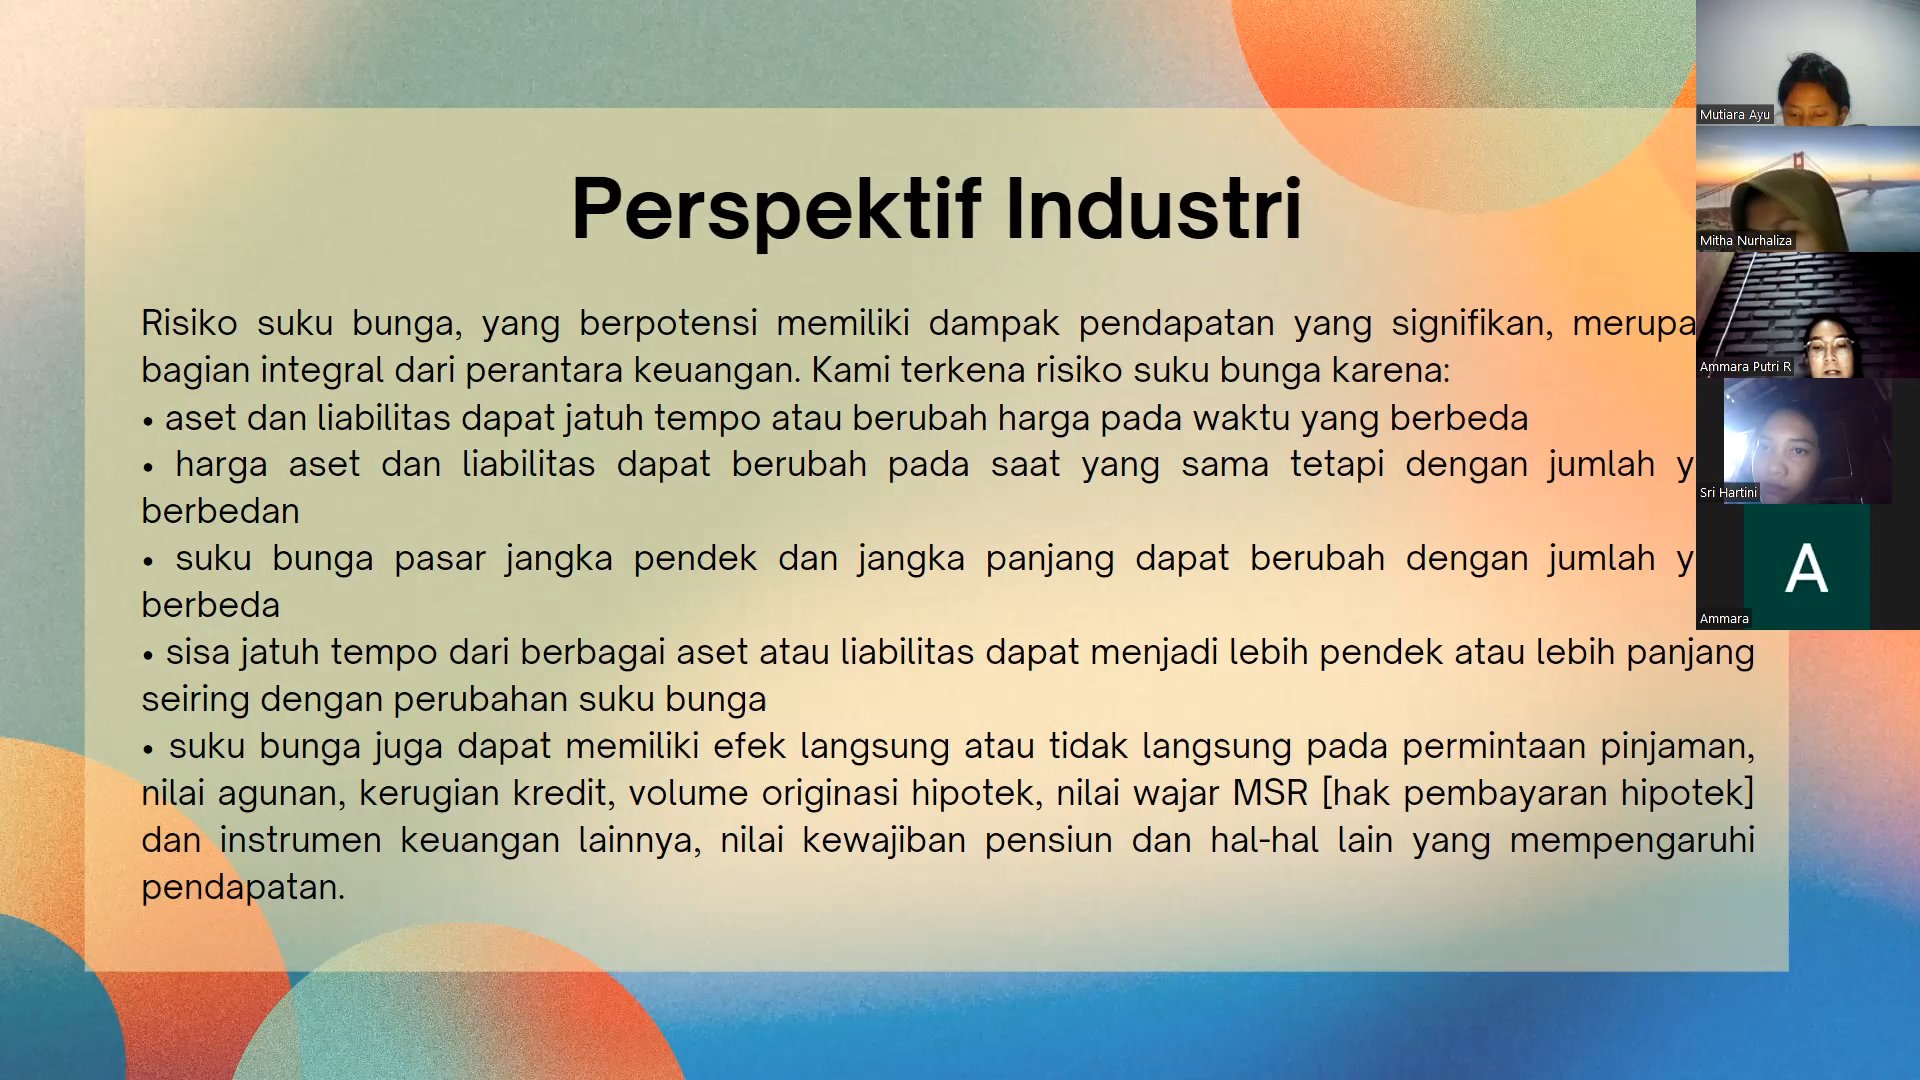 Perspektif Industri
Risiko suku bunga, yang berpotensi memiliki dampak pendapatan yang signifikan, merupa
bagian integral dari perantara keuangan. Kami terkena risiko suku bunga karena:
• aset dan liabilitas dapat jatuh tempo atau berubah harga pada waktu yang berbeda
• harga aset dan liabilitas dapat berubah pada saat yang sama tetapi dengan jumlah y
berbedan
• suku bunga pasar jangka pendek dan jangka panjang dapat berubah dengan jumlah y
berbeda
• sisa jatuh tempo dari berbagai aset atau liabilitas dapat menjadi lebih pendek atau lebih panjang
seiring dengan perubahan suku bunga
• suku bunga juga dapat memiliki efek langsung atau tidak langsung pada permintaan pinjaman,
nilai agunan, kerugian kredit, volume originasi hipotek, nilai wajar MSR [hak pembayaran hipotek]
dan instrumen keuangan lainnya, nilai kewajiban pensiun dan hal-hal lain yang mempengaruhi
pendapatan.
Mutiara Ayu
Mitha Nurhaliza
Ammara Putri R
Sri Hartini
A
Ammara